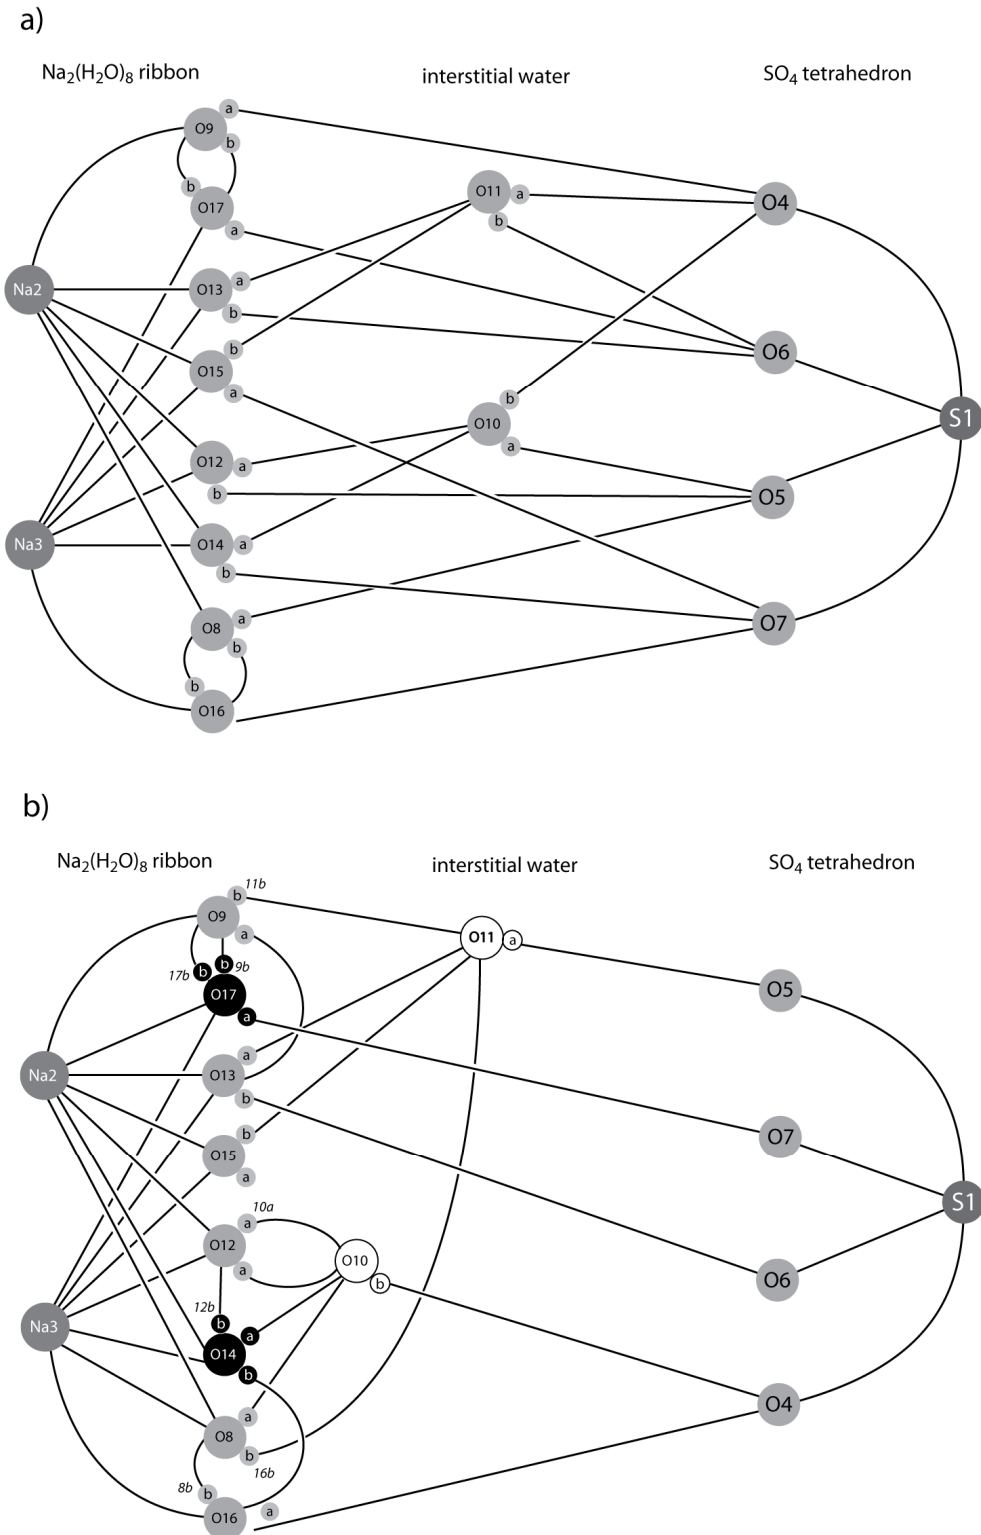 a)
Na2(H2O)8 ribbon interstitial water SO4 tetrahedron
a
O9
b
b
O17
a
O11 a
b
O4
Na2
O13 a
b
O6
b
O15
a
O10
b
a
S1
O12 a
b
O5
Na3
O14 a
b
O8 a
b
O7
b
O16
b)
Na2(H2O)8 ribbon interstitial water SO4 tetrahedron
b 11b
O9
a
17b b b 9b
O17
a
O11 a
O5
Na2
a
O13
b
O7
b
O15
a
S1
10a
a
O12
a
O10
b
O6
12b
b a
O14
b
Na3
O4
a
O8
b
16b
8b b
O16 a